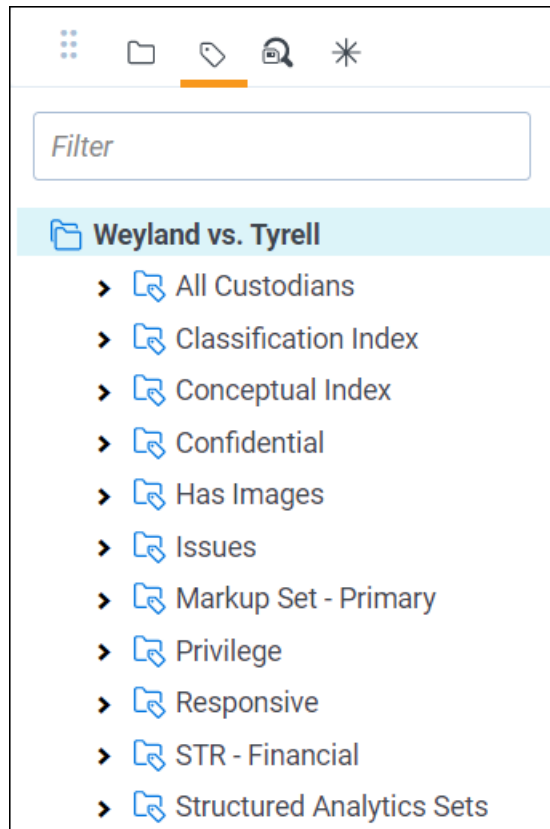 Filter
Weyland vs. Tyrell
All Custodians
Classification Index
Conceptual Index
Confidential
Has Images
Issues
Markup Set - Primary
Privilege
Responsive
STR - Financial
Structured Analytics Sets